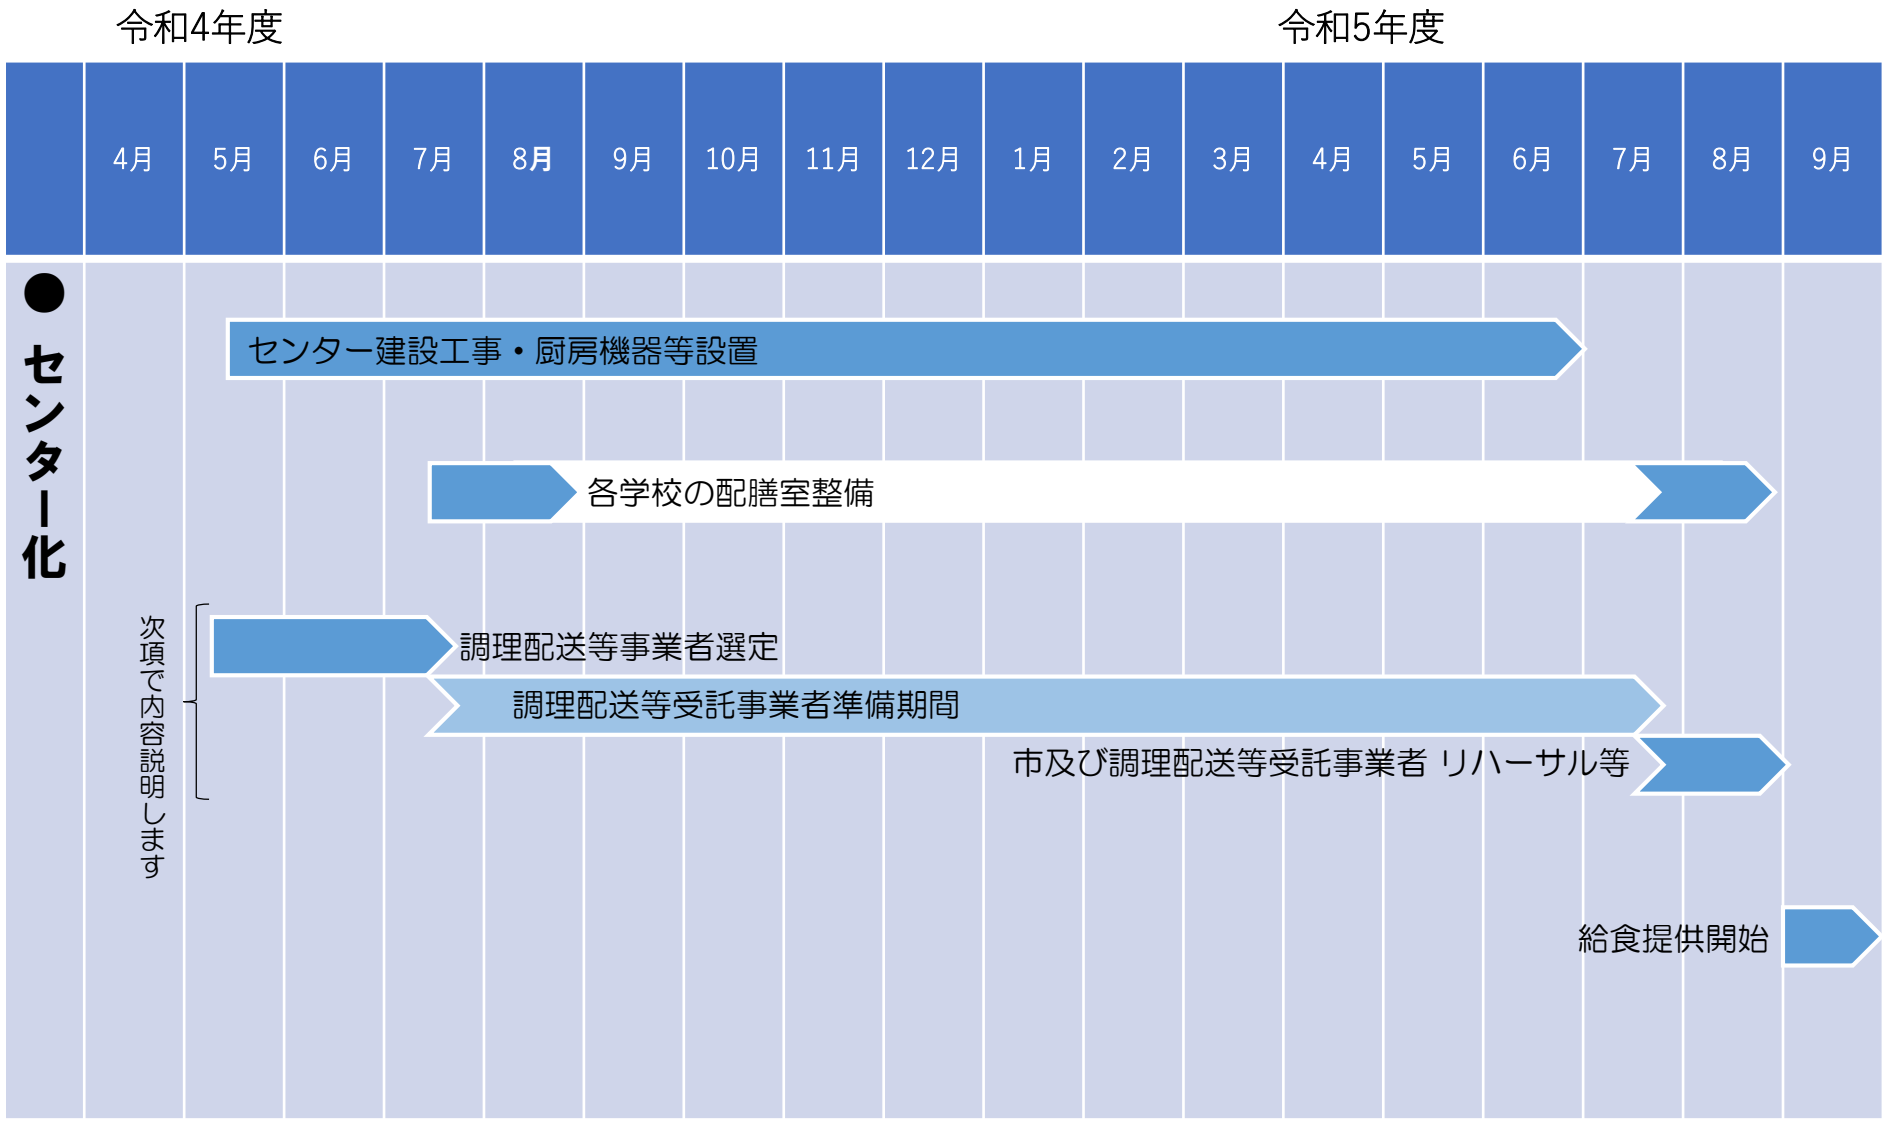 令和4年度
令和5年度
4月 5月 6月 7月 8月 9月 10月 11月 12月 1月 2月 3月 4月 5月 6月 7月 8月 9月
●センター化
センター建設工事・厨房機器等設置
各学校の配膳室整備
次項で内容説明します
調理配送等事業者選定
調理配送等受託事業者準備期間
市及び調理配送等受託事業者 リハーサル等
給食提供開始